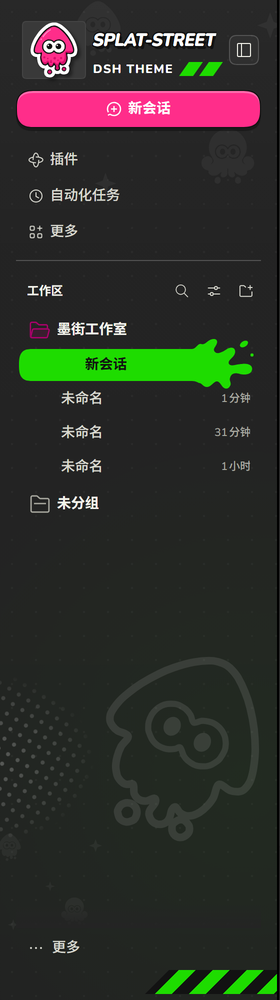 SPLAT-STREET
DSH THEME
新会话
插件
自动化任务
更多
工作区
墨街工作室
新会话
未命名 1分钟
未命名 31分钟
未命名 1小时
未分组
··· 更多